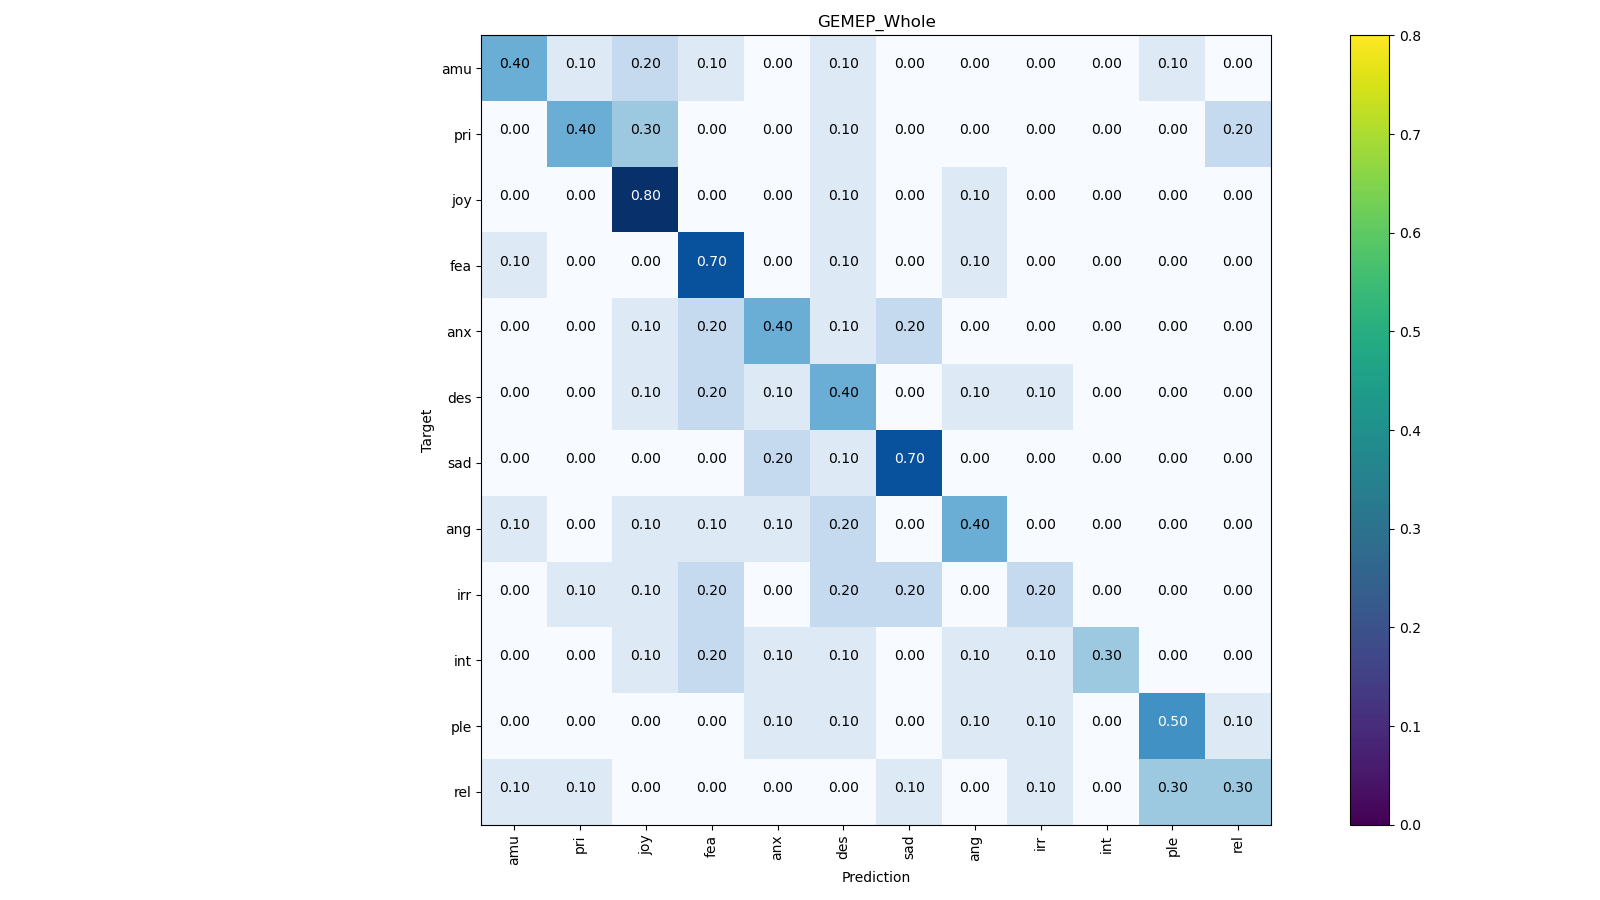 GEMEP_Whole
amu 0.40 0.10 0.20 0.10 0.00 0.10 0.00 0.00 0.00 0.00 0.10 0.00
pri 0.00 0.40 0.30 0.00 0.00 0.10 0.00 0.00 0.00 0.00 0.00 0.20
joy 0.00 0.00 0.80 0.00 0.00 0.10 0.00 0.10 0.00 0.00 0.00 0.00
fea 0.10 0.00 0.00 0.70 0.00 0.10 0.00 0.10 0.00 0.00 0.00 0.00
anx 0.00 0.00 0.10 0.20 0.40 0.10 0.20 0.00 0.00 0.00 0.00 0.00
des 0.00 0.00 0.10 0.20 0.10 0.40 0.00 0.10 0.10 0.00 0.00 0.00
sad 0.00 0.00 0.00 0.00 0.20 0.10 0.70 0.00 0.00 0.00 0.00 0.00
ang 0.10 0.00 0.10 0.10 0.10 0.20 0.00 0.40 0.00 0.00 0.00 0.00
irr 0.00 0.10 0.10 0.20 0.00 0.20 0.20 0.00 0.20 0.00 0.00 0.00
int 0.00 0.00 0.10 0.20 0.10 0.10 0.00 0.10 0.10 0.30 0.00 0.00
ple 0.00 0.00 0.00 0.00 0.10 0.10 0.00 0.10 0.10 0.00 0.50 0.10
rel 0.10 0.10 0.00 0.00 0.00 0.00 0.10 0.00 0.10 0.00 0.30 0.30
amu pri joy fea anx des sad ang irr int ple rel
Target
Prediction
0.8
0.7
0.6
0.5
0.4
0.3
0.2
0.1
0.0